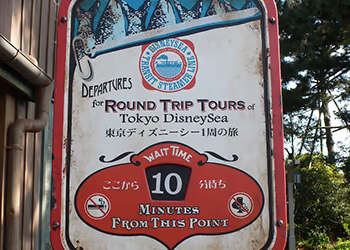 DISNEYSEA
TRANSIT STEAMER LINE
DEPARTURES
for ROUND TRIP TOURS of
TOKYO DISNEYSEA
東京ディズニーシー1周の旅
WAIT TIME
ここから 10 分待ち
MINUTES
FROM THIS POINT